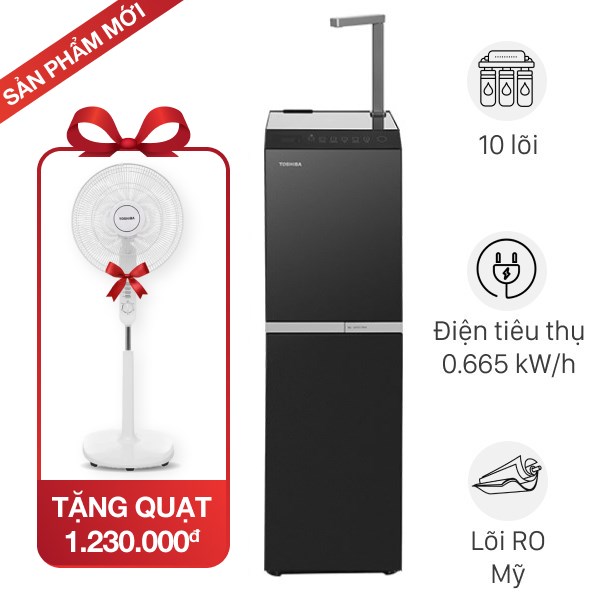 SẢN PHẨM MỚI
TOSHIBA
TẶNG QUẠT
1.230.000đ
TOSHIBA
10 lõi
Điện tiêu thụ
0.665 kW/h
Lõi RO
Mỹ